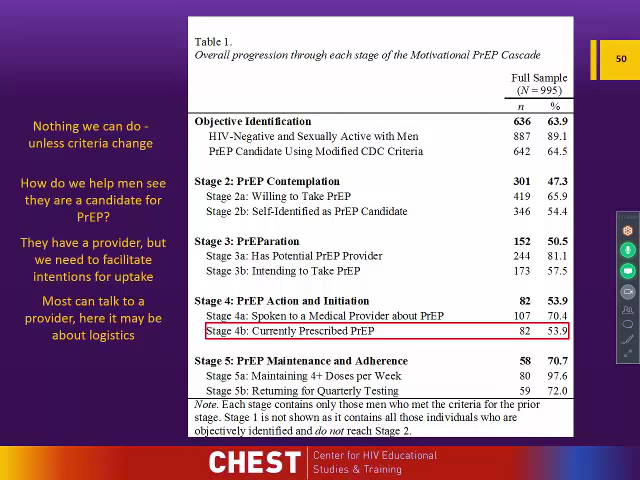 50
Nothing we can do -
unless criteria change
How do we help men see
they are a candidate for
PrEP?
They have a provider, but
we need to facilitate
intentions for uptake
Most can talk to a
provider, here it may be
about logistics
Table 1.
Overall progression through each stage of the Motivational PrEP Cascade
Full Sample
(N = 995)
n %
Objective Identification 636 63.9
HIV-Negative and Sexually Active with Men 887 89.1
PrEP Candidate Using Modified CDC Criteria 642 64.5
Stage 2: PrEP Contemplation 301 47.3
Stage 2a: Willing to Take PrEP 419 65.9
Stage 2b: Self-Identified as PrEP Candidate 346 54.4
Stage 3: PrEParation 152 50.5
Stage 3a: Has Potential PrEP Provider 244 81.1
Stage 3b: Intending to Take PrEP 173 57.5
Stage 4: PrEP Action and Initiation 82 53.9
Stage 4a: Spoken to a Medical Provider about PrEP 107 70.4
Stage 4b: Currently Prescribed PrEP 82 53.9
Stage 5: PrEP Maintenance and Adherence 58 70.7
Stage 5a: Maintaining 4+ Doses per Week 80 97.6
Stage 5b: Returning for Quarterly Testing 59 72.0
Note. Each stage contains only those men who met the criteria for the prior
stage. Stage 1 is not shown as it contains all those individuals who are
objectively identified and do not reach Stage 2.
CHEST
Center for HIV Educational
Studies & Training